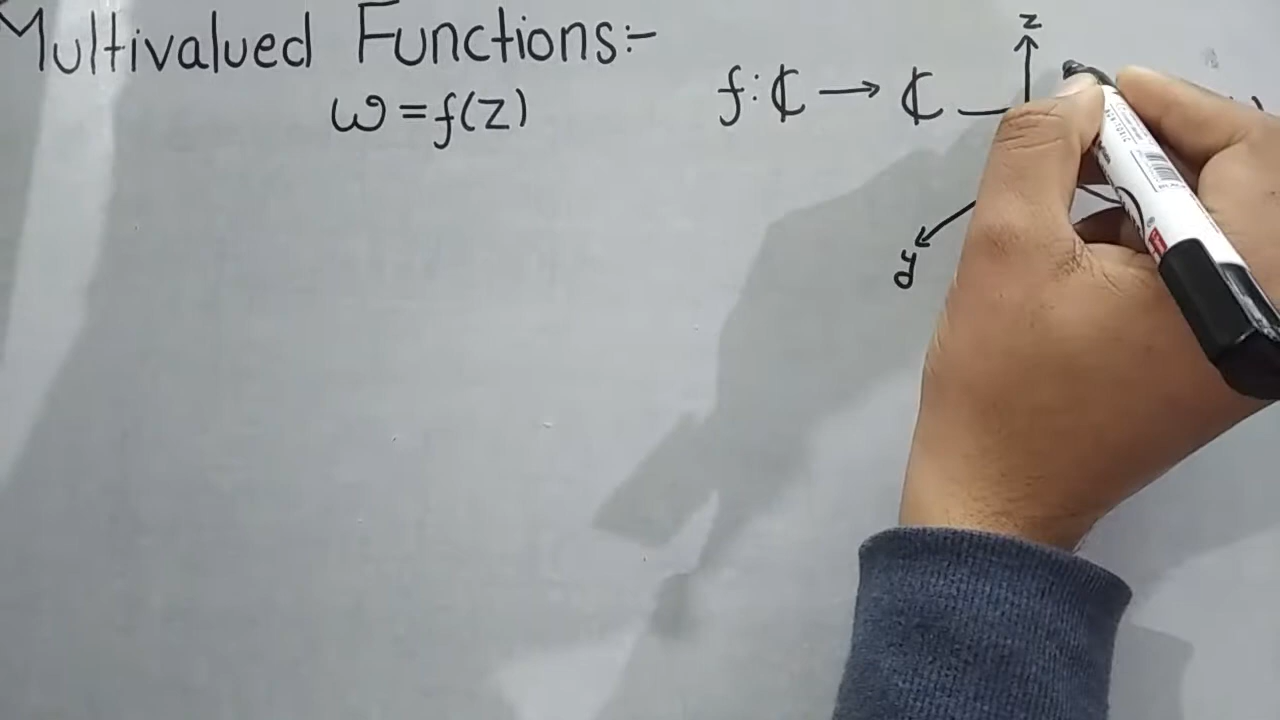 Multivalued Functions:-
ω = f(z)
f: ℂ → ℂ
z
y